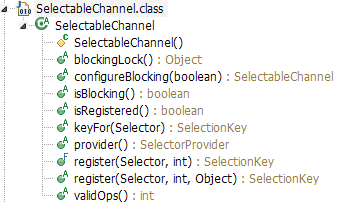 SelectableChannel.class
SelectableChannel
SelectableChannel()
blockingLock() : Object
configureBlocking(boolean) : SelectableChannel
isBlocking() : boolean
isRegistered() : boolean
keyFor(Selector) : SelectionKey
provider() : SelectorProvider
register(Selector, int) : SelectionKey
register(Selector, int, Object) : SelectionKey
validOps() : int